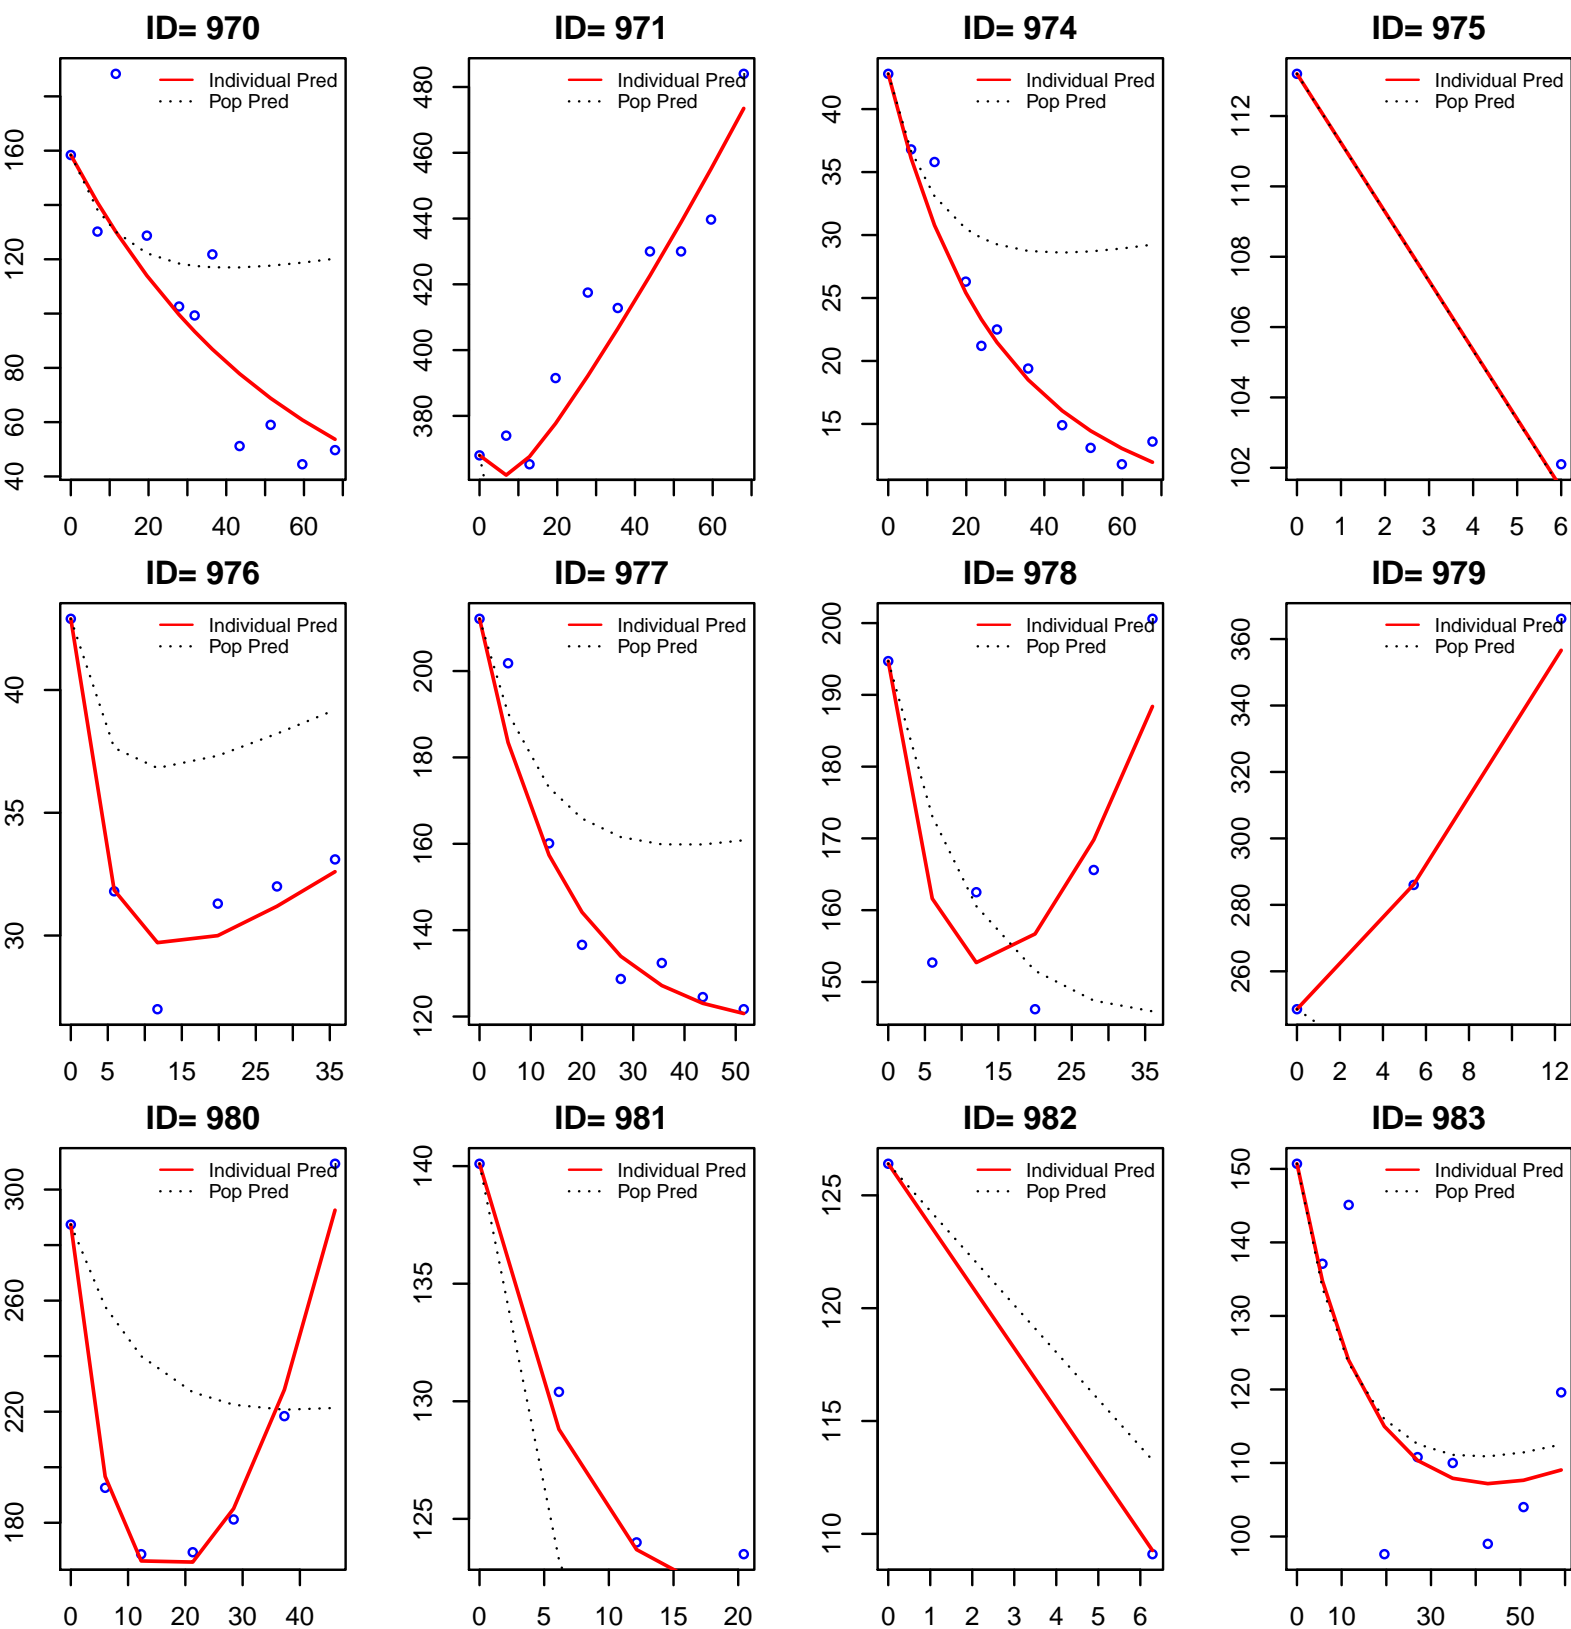 ID= 970 ID= 971 ID= 974 ID= 975
Individual Pred Individual Pred Individual Pred Individual Pred
Pop Pred Pop Pred Pop Pred Pop Pred
160 120 80 60 40
480 460 440 420 400 380
40 35 30 25 20 15
112 110 108 106 104 102
0 20 40 60 0 20 40 60 0 20 40 60 0 1 2 3 4 5 6
ID= 976 ID= 977 ID= 978 ID= 979
Individual Pred Individual Pred Individual Pred Individual Pred
Pop Pred Pop Pred Pop Pred Pop Pred
40 35 30
200 180 160 140 120
200 190 180 170 160 150
360 340 320 300 280 260
0 5 15 25 35 0 10 20 30 40 50 0 5 15 25 35 0 2 4 6 8 12
ID= 980 ID= 981 ID= 982 ID= 983
Individual Pred Individual Pred Individual Pred Individual Pred
Pop Pred Pop Pred Pop Pred Pop Pred
300 260 220 180
140 135 130 125
125 120 115 110
150 140 130 120 110 100
0 10 20 30 40 0 5 10 15 20 0 1 2 3 4 5 6 0 10 30 50